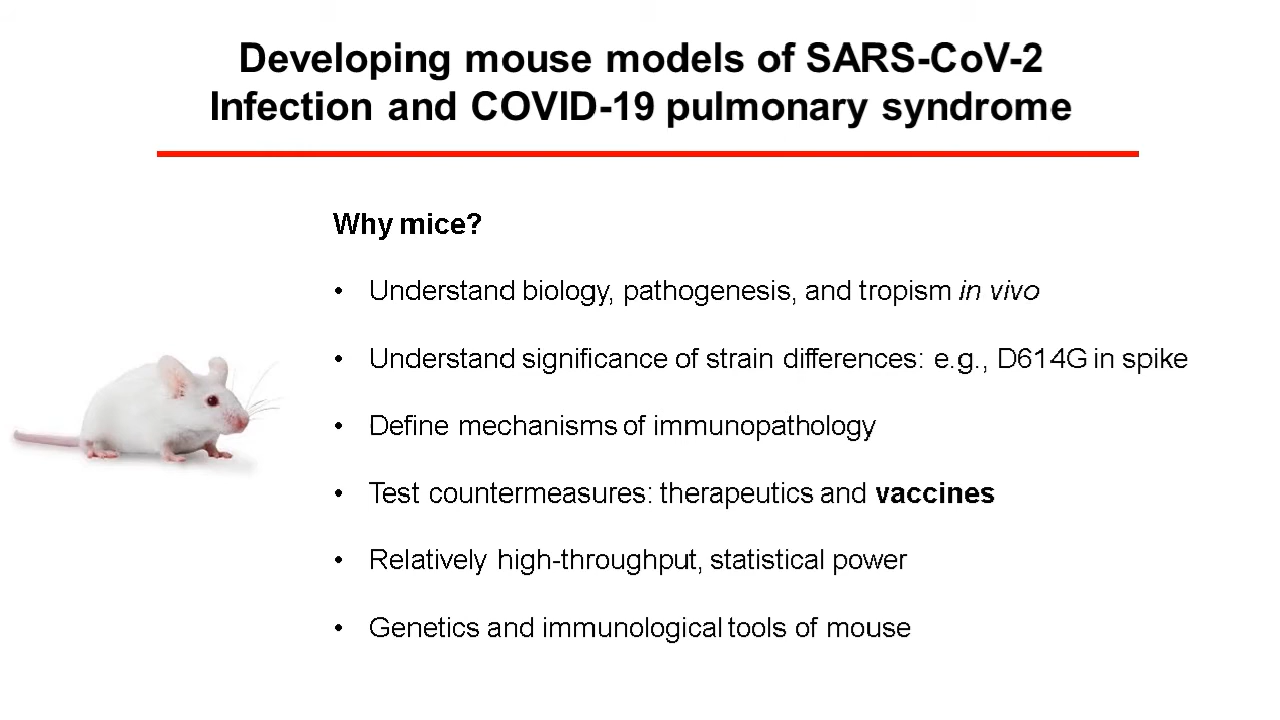 Developing mouse models of SARS-CoV-2
Infection and COVID-19 pulmonary syndrome
Why mice?
• Understand biology, pathogenesis, and tropism in vivo
• Understand significance of strain differences: e.g., D614G in spike
• Define mechanisms of immunopathology
• Test countermeasures: therapeutics and vaccines
• Relatively high-throughput, statistical power
• Genetics and immunological tools of mouse